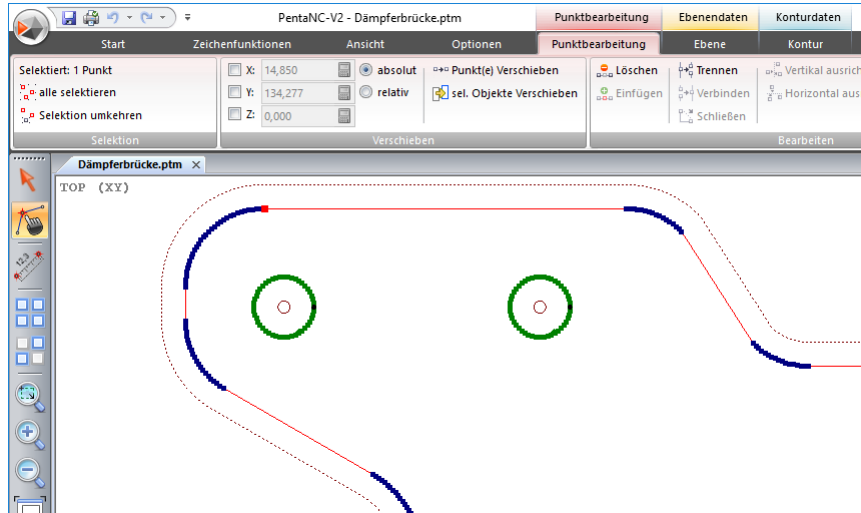 PentaNC-V2 - Dämpferbrücke.ptm
Punktbearbeitung Ebenendaten Konturdaten
Start Zeichenfunktionen Ansicht Optionen Punktbearbeitung Ebene Kontur
Selektiert: 1 Punkt
alle selektieren
Selektion umkehren
Selektion
X: 14,850
Y: 134,277
Z: 0,000
absolut
relativ
Punkt(e) Verschieben
sel. Objekte Verschieben
Verschieben
Löschen
Einfügen
Trennen
Verbinden
Schließen
Vertikal ausrich
Horizontal aus
Bearbeiten
Dämpferbrücke.ptm
TOP (XY)
12,3